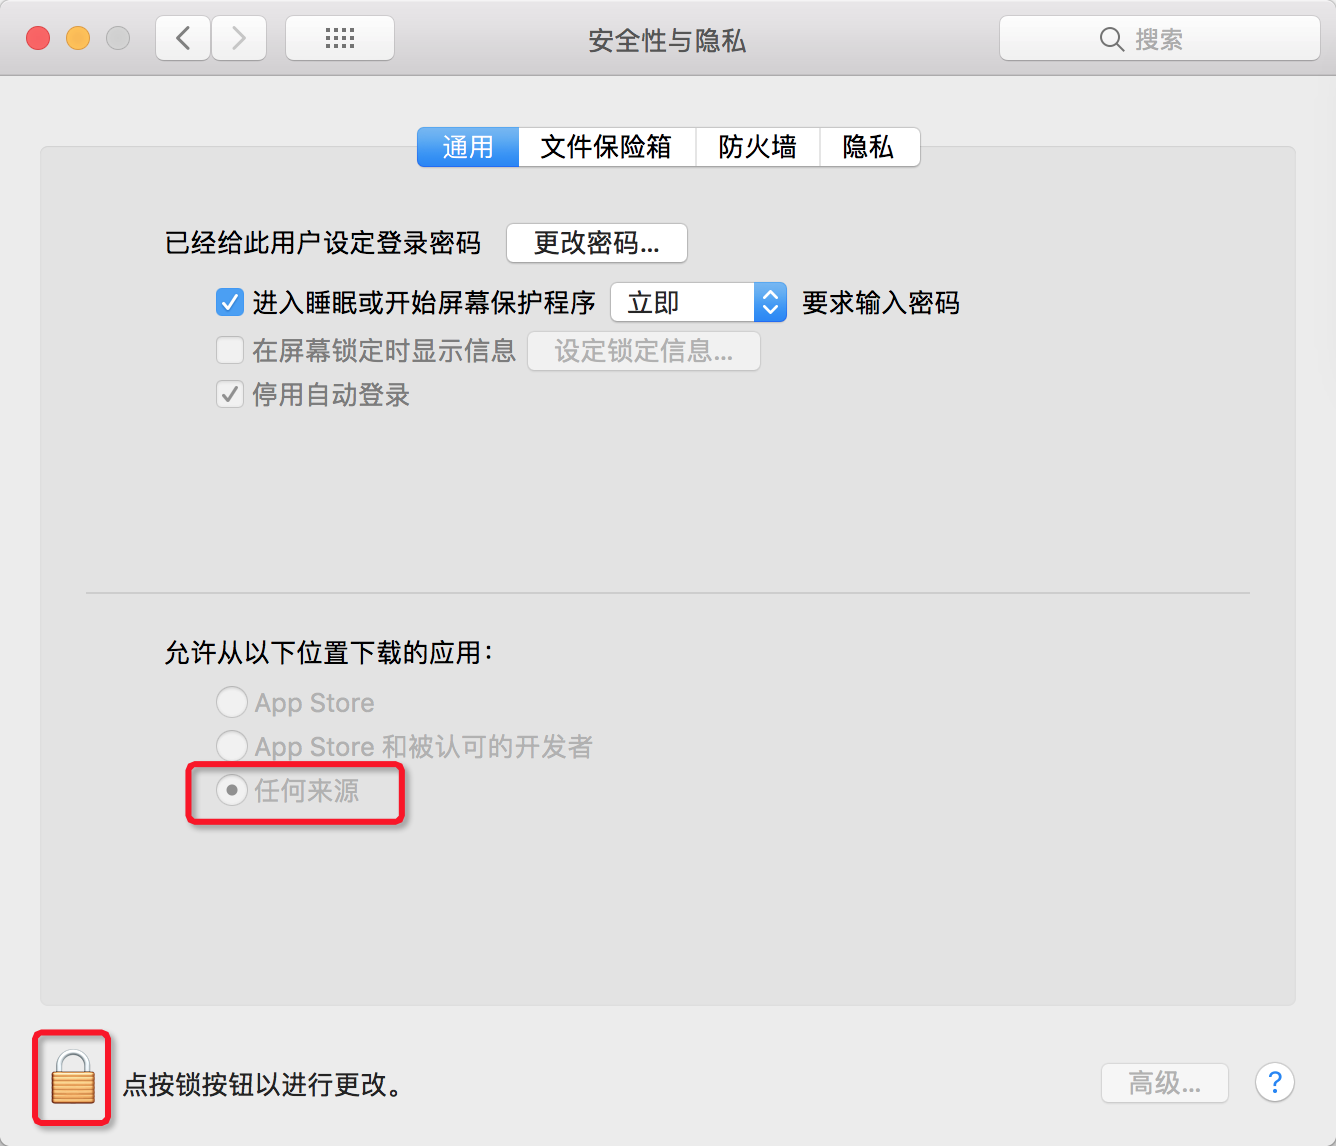 安全性与隐私
搜索
通用 文件保险箱 防火墙 隐私
已经给此用户设定登录密码 更改密码...
进入睡眠或开始屏幕保护程序 立即 要求输入密码
在屏幕锁定时显示信息 设定锁定信息...
停用自动登录
允许从以下位置下载的应用：
App Store
App Store 和被认可的开发者
任何来源
点按锁按钮以进行更改。
高级... ?